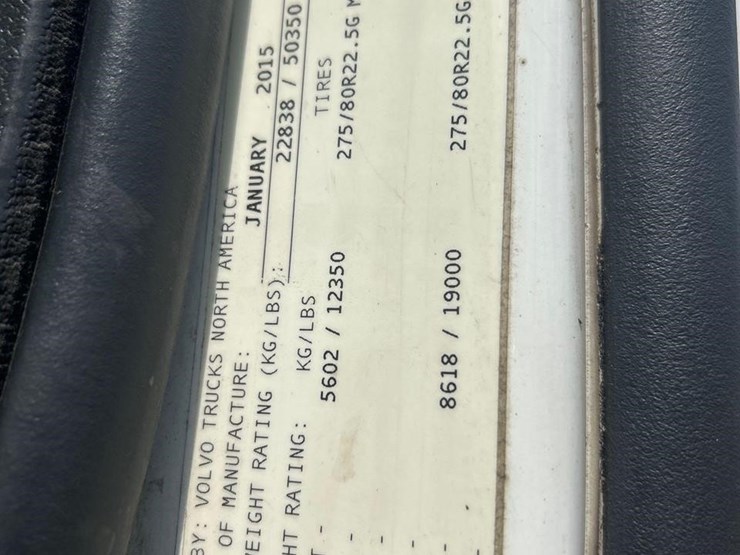 BY: VOLVO TRUCKS NORTH AMERICA
OF MANUFACTURE: JANUARY 2015
EIGHT RATING (KG/LBS): 22838 / 50350
HT RATING: KG/LBS TIRES
- 5602 / 12350 275/80R22.5G
-
-
- 8618 / 19000 275/80R22.5G
-